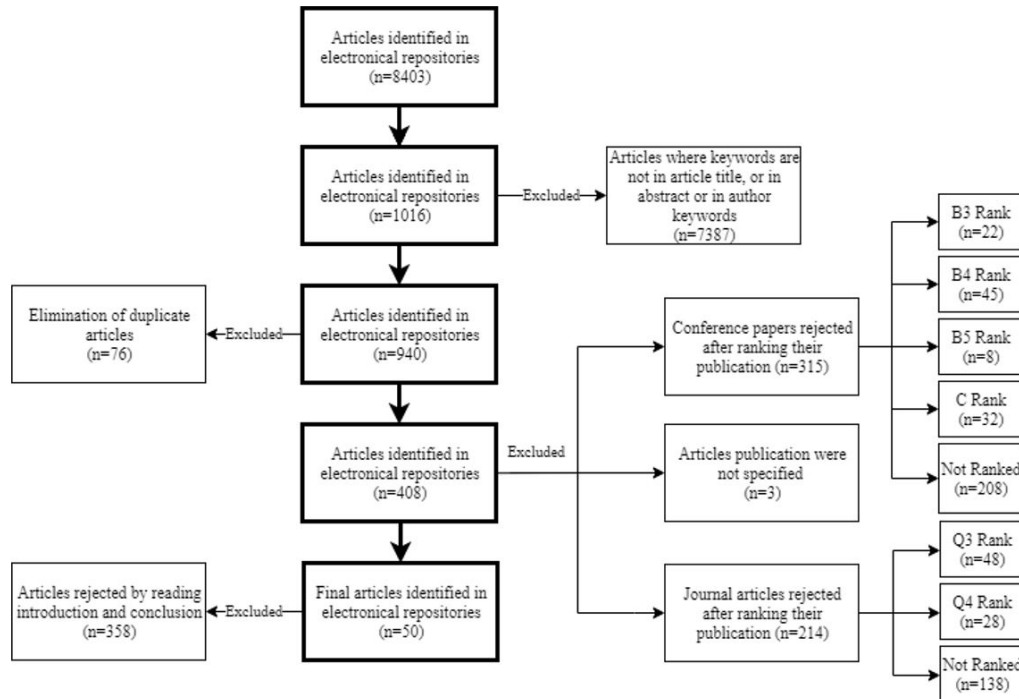 Articles identified in
electronical repositories
(n=8403)
Articles identified in
electronical repositories
(n=1016)
Excluded
Articles where keywords are
not in article title, or in
abstract or in author
keywords
(n=7387)
Elimination of duplicate
articles
(n=76)
Excluded
Articles identified in
electronical repositories
(n=940)
Articles identified in
electronical repositories
(n=408)
Excluded
Conference papers rejected
after ranking their
publication (n=315)
B3 Rank
(n=22)
B4 Rank
(n=45)
B5 Rank
(n=8)
C Rank
(n=32)
Not Ranked
(n=208)
Articles publication were
not specified
(n=3)
Journal articles rejected
after ranking their
publication (n=214)
Q3 Rank
(n=48)
Q4 Rank
(n=28)
Not Ranked
(n=138)
Articles rejected by reading
introduction and conclusion
(n=358)
Excluded
Final articles identified in
electronical repositories
(n=50)